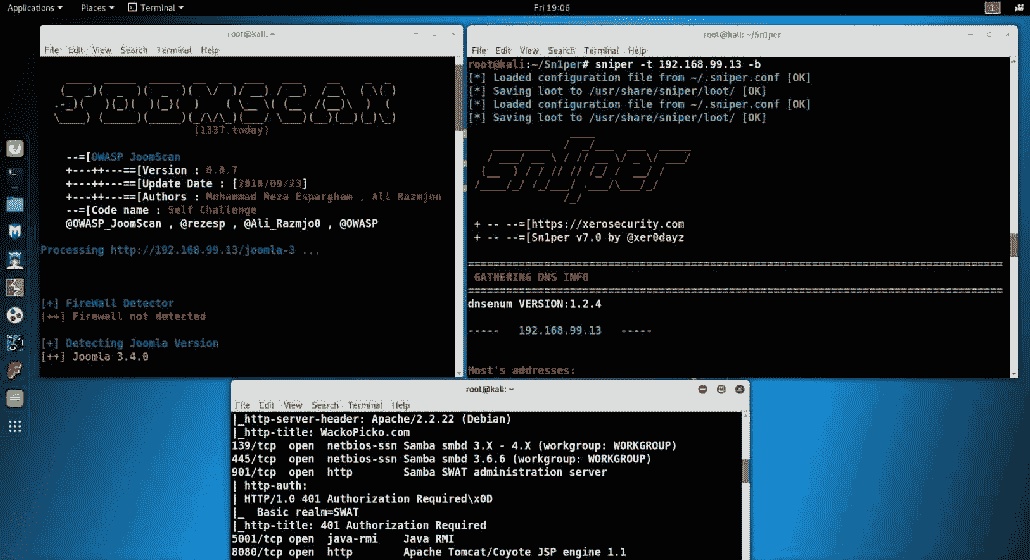 Applications Places Terminal
Fri 19:06
1
root@kali: ~
File Edit View Search Terminal Help
(1337.today)
--=[OWASP JoomScan
+---++---==[Version : 0.0.7
+---++---==[Update Date : [2018/09/23]
+---++---==[Authors : Mohammad Reza Espargham , Ali Razmjoo
--=[Code name : Self Challenge
@OWASP_JoomScan , @rezesp , @Ali_Razmjo0 , @OWASP
Processing http://192.168.99.13/joomla-3 ...
[+] FireWall Detector
[++] Firewall not detected
[+] Detecting Joomla Version
[++] Joomla 3.4.0
root@kali: ~/Sn1per
File Edit View Search Terminal Help
root@kali:~/Sn1per# sniper -t 192.168.99.13 -b
[*] Loaded configuration file from ~/.sniper.conf [OK]
[*] Saving loot to /usr/share/sniper/loot/ [OK]
[*] Loaded configuration file from ~/.sniper.conf [OK]
[*] Saving loot to /usr/share/sniper/loot/ [OK]
+ -- --=[https://xerosecurity.com
+ -- --=[Sn1per v7.0 by @xer0dayz
GATHERING DNS INFO
dnsenum VERSION:1.2.4
----- 192.168.99.13 -----
Host's addresses:
root@kali: ~
File Edit View Search Terminal Help
|_http-server-header: Apache/2.2.22 (Debian)
|_http-title: WackoPicko.com
139/tcp open netbios-ssn Samba smbd 3.X - 4.X (workgroup: WORKGROUP)
445/tcp open netbios-ssn Samba smbd 3.6.6 (workgroup: WORKGROUP)
901/tcp open http Samba SWAT administration server
| http-auth:
| HTTP/1.0 401 Authorization Required\x0D
|_ Basic realm=SWAT
|_http-title: 401 Authorization Required
5001/tcp open java-rmi Java RMI
8080/tcp open http Apache Tomcat/Coyote JSP engine 1.1